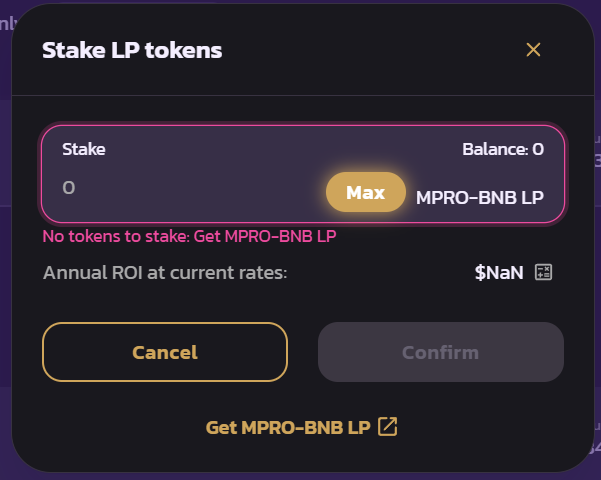 Stake LP tokens
Stake Balance: 0
0 Max MPRO-BNB LP
No tokens to stake: Get MPRO-BNB LP
Annual ROI at current rates: $NaN
Cancel Confirm
Get MPRO-BNB LP